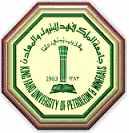 جامعة الملك فهد للبترول والمعادن
1963
١٣٨٣
KING FAHD UNIVERSITY OF PETROLEUM & MINERALS